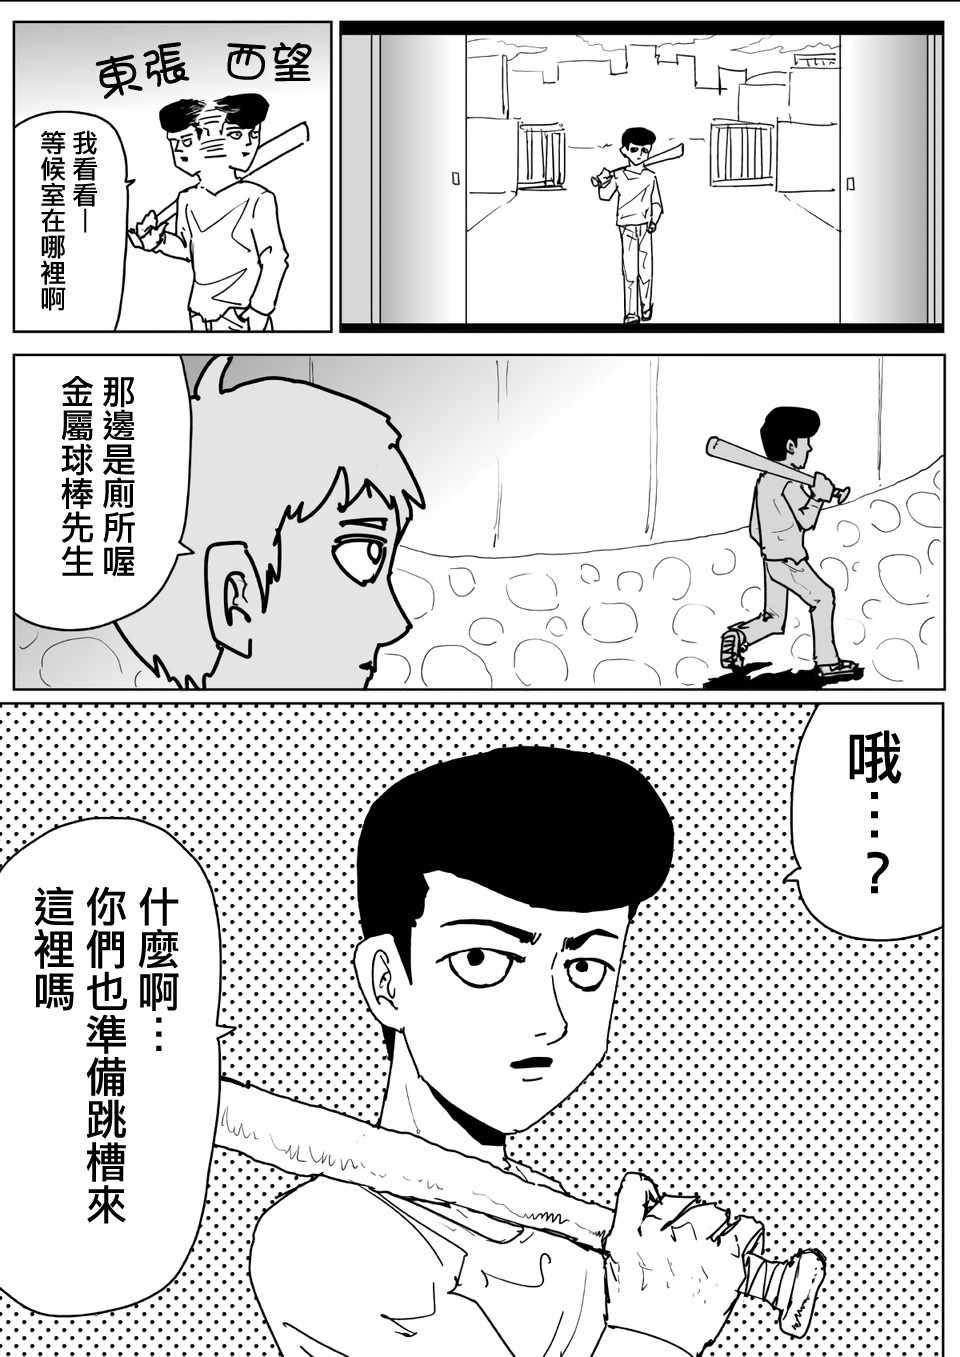 東張 西望
我看看—
等候室在哪裡啊
那邊是廁所喔
金屬球棒先生
哦…?
什麼啊…
你們也準備跳槽來
這裡嗎